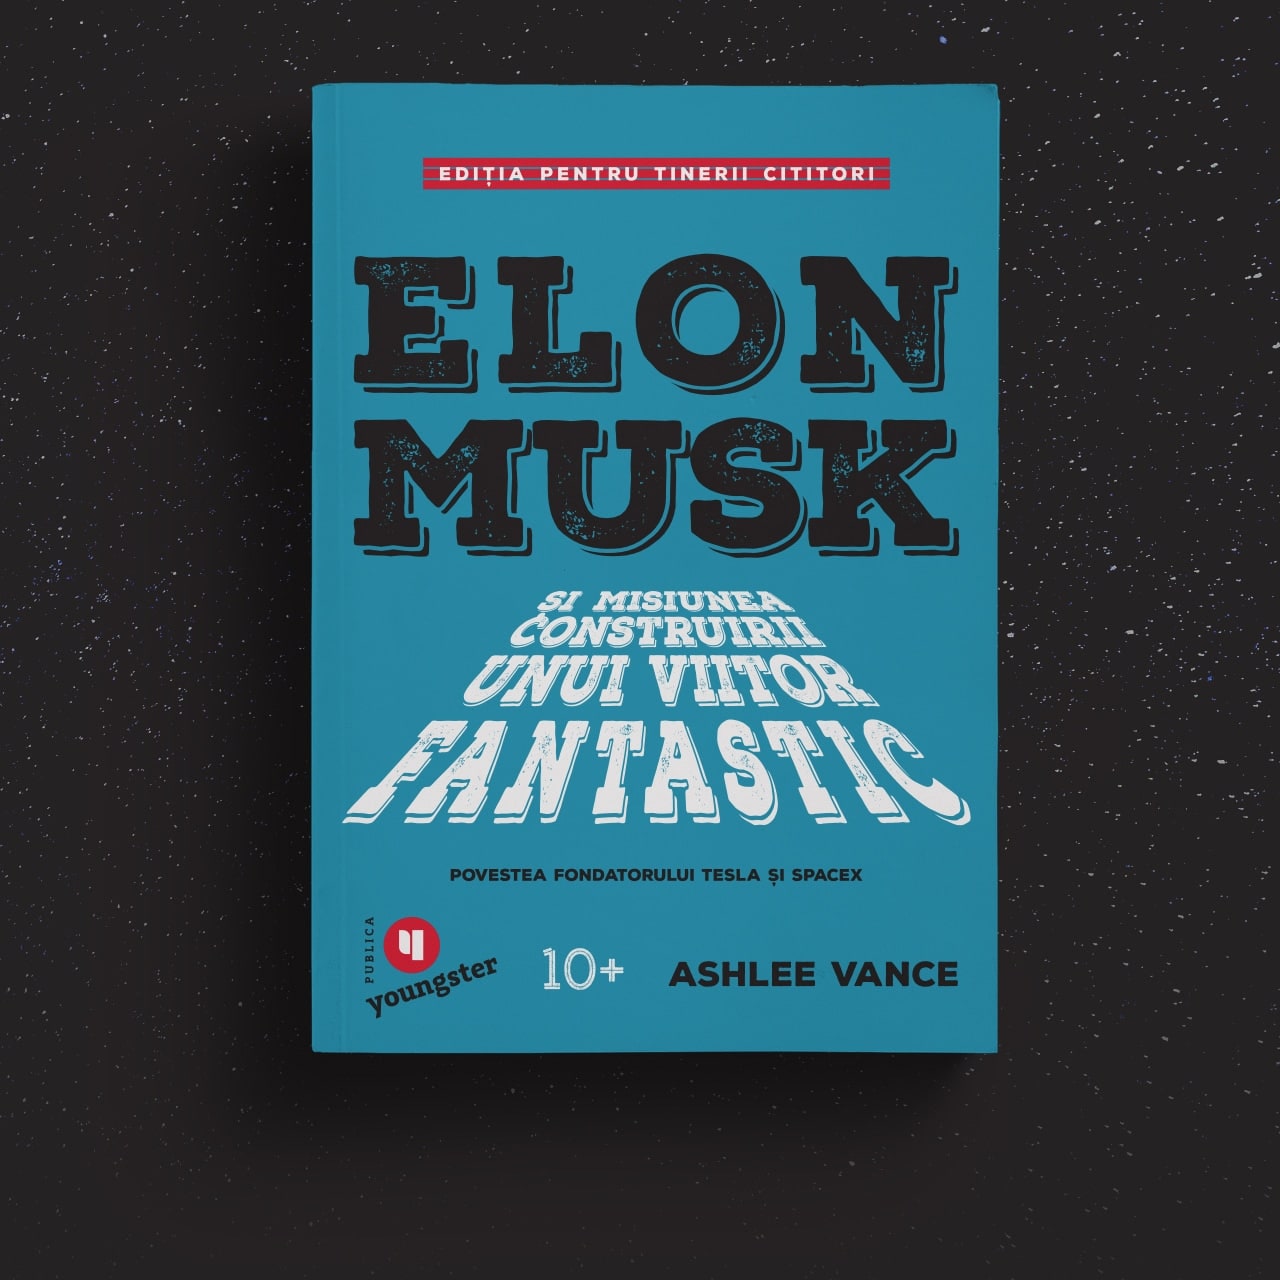 EDIȚIA PENTRU TINERII CITITORI
ELON
MUSK
ȘI MISIUNEA
CONSTRUIRII
UNUI VIITOR
FANTASTIC
POVESTEA FONDATORULUI TESLA ȘI SPACEX
PUBLICA
youngster
10+
ASHLEE VANCE